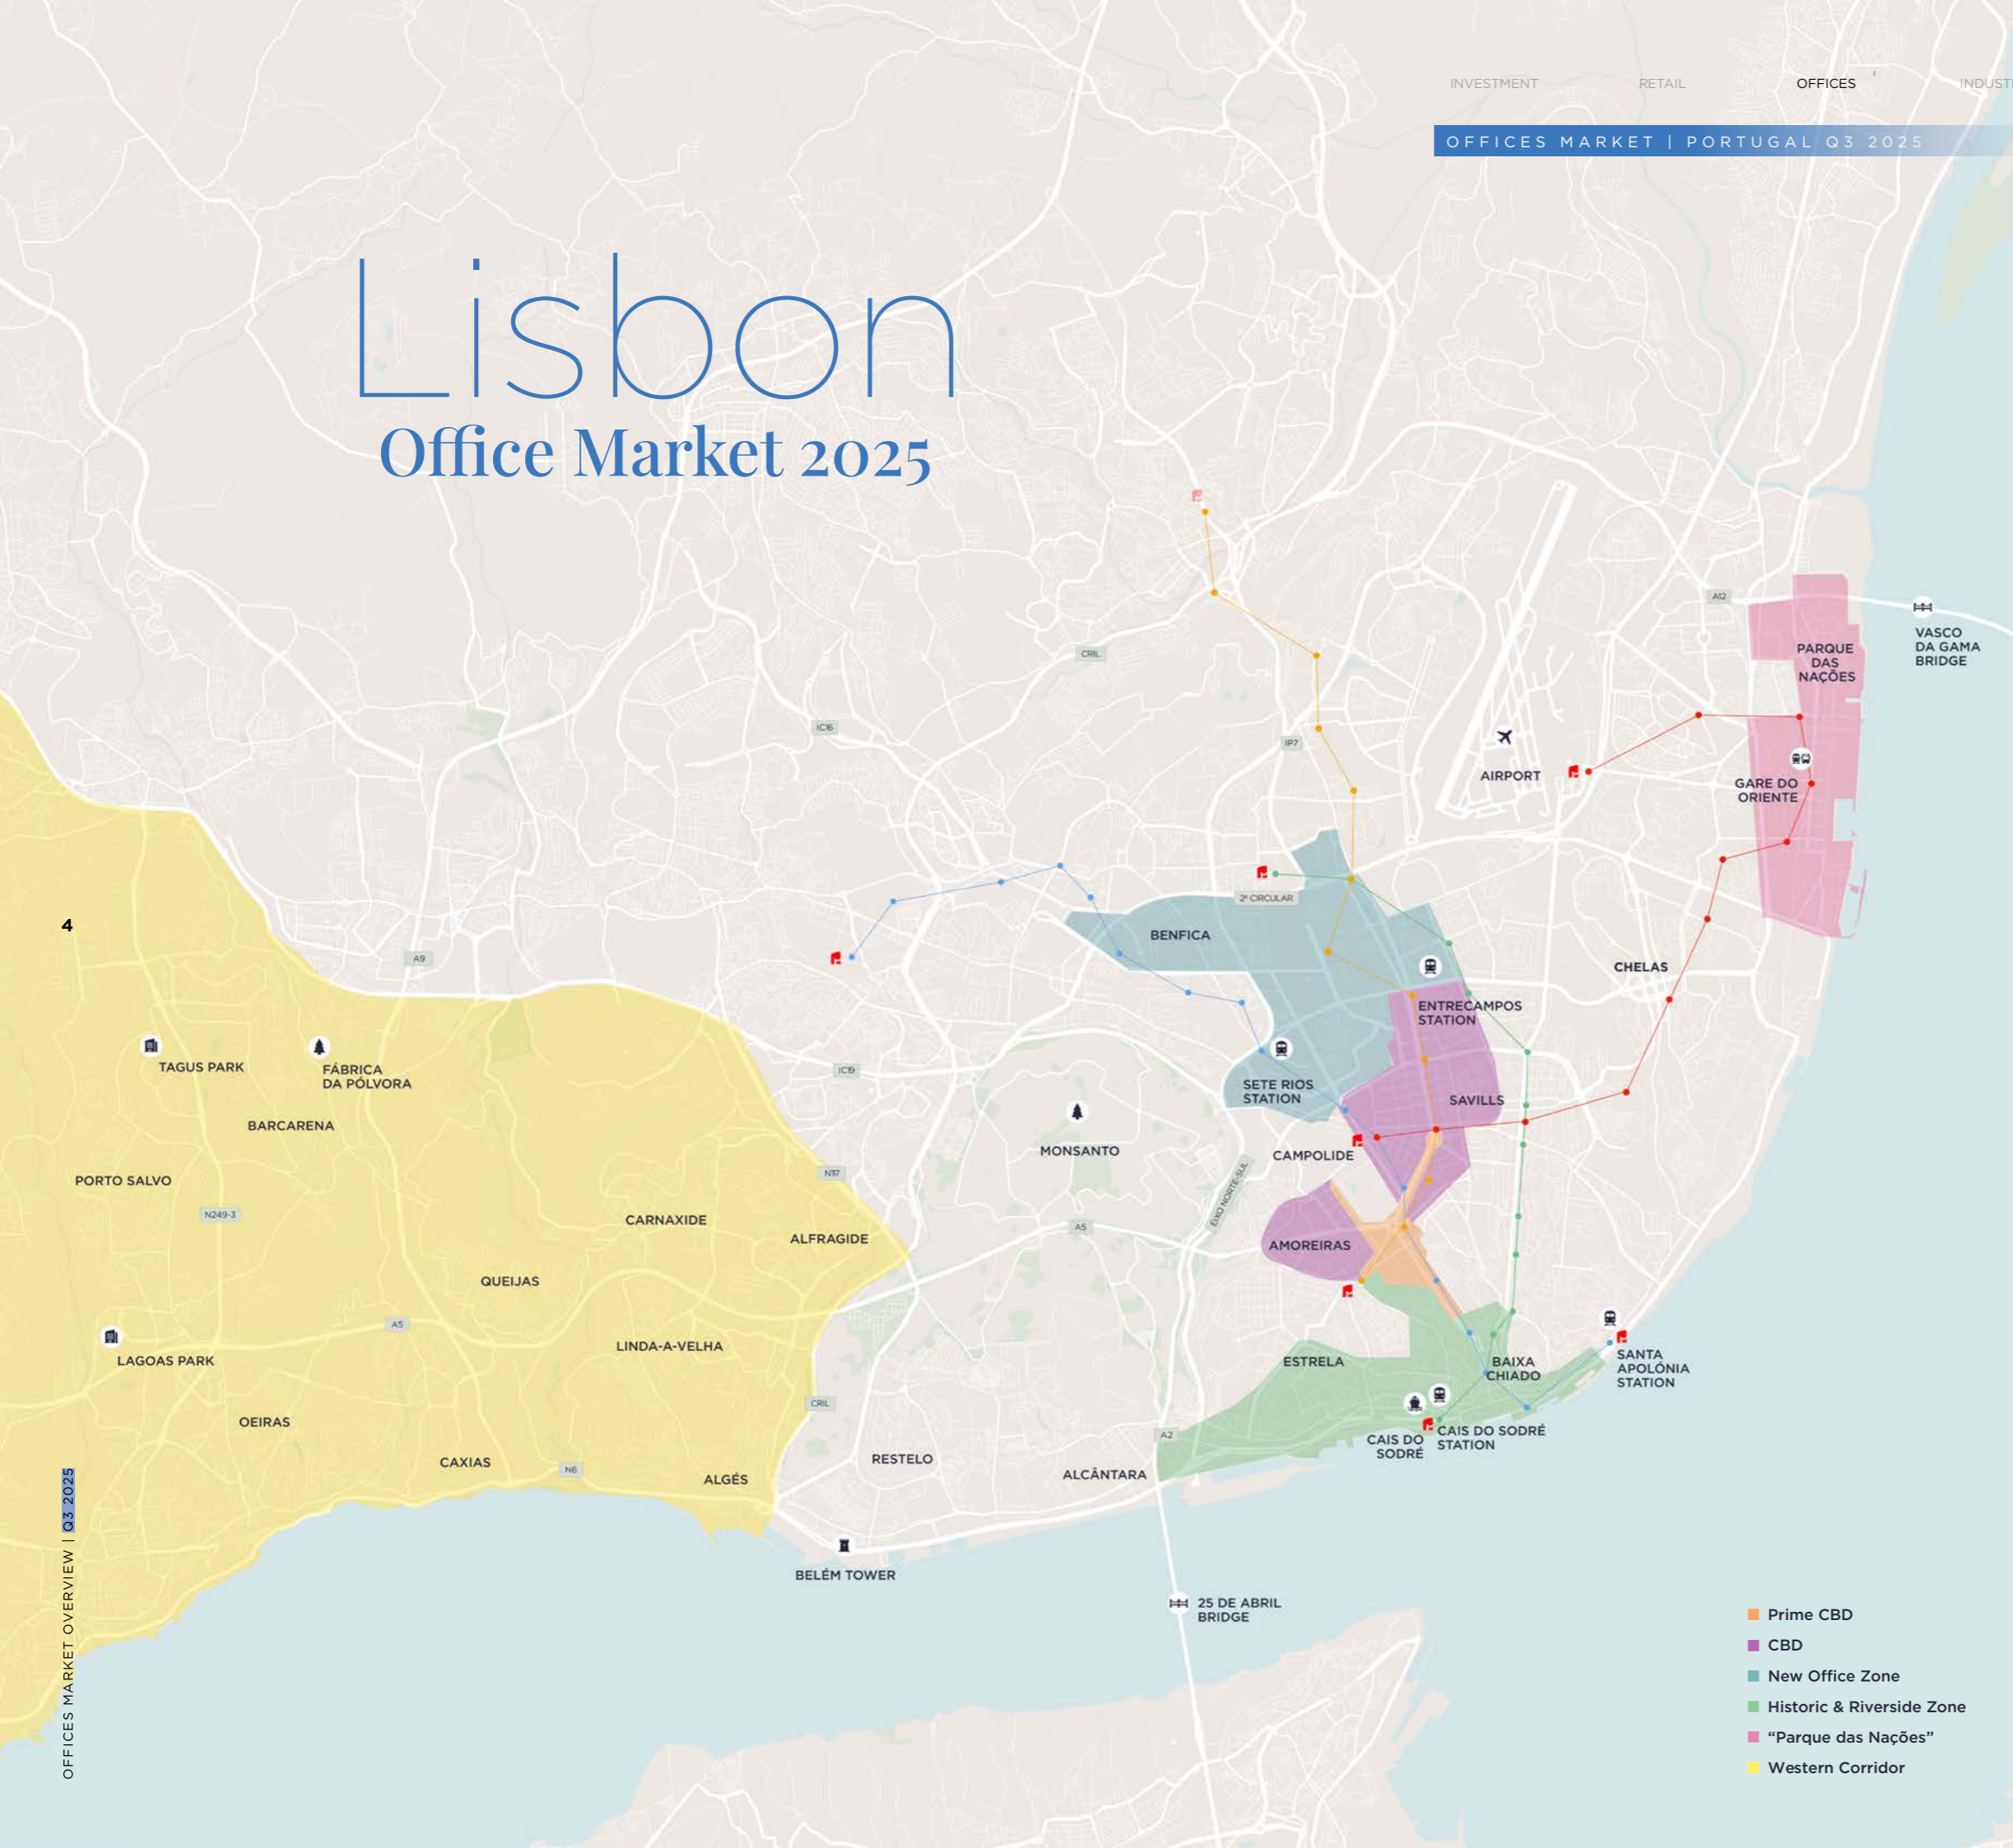 INVESTMENT
RETAIL
OFFICES
INDUST
OFFICES MARKET | PORTUGAL Q3 2025
Lisbon
Office Market 2025
A12
VASCO
DA GAMA
BRIDGE
PARQUE
DAS
NAÇÕES
CRIL
IC16
IP7
AIRPORT
GARE DO
ORIENTE
2ª CIRCULAR
4
BENFICA
A9
CHELAS
ENTRECAMPOS
STATION
TAGUS PARK
FÁBRICA
DA PÓLVORA
IC19
SETE RIOS
STATION
SAVILLS
BARCARENA
MONSANTO
CAMPOLIDE
PORTO SALVO
N117
EIXO NORTE-SUL
N249-3
CARNAXIDE
A5
ALFRAGIDE
AMOREIRAS
QUEIJAS
A5
LINDA-A-VELHA
LAGOAS PARK
ESTRELA
BAIXA
CHIADO
SANTA
APOLÓNIA
STATION
CRIL
OEIRAS
A2
CAIS DO
SODRÉ
CAIS DO SODRÉ
STATION
CAXIAS
N6
ALGÉS
RESTELO
ALCÂNTARA
BELÉM TOWER
25 DE ABRIL
BRIDGE
OFFICES MARKET OVERVIEW | Q3 2025
Prime CBD
CBD
New Office Zone
Historic & Riverside Zone
“Parque das Nações”
Western Corridor